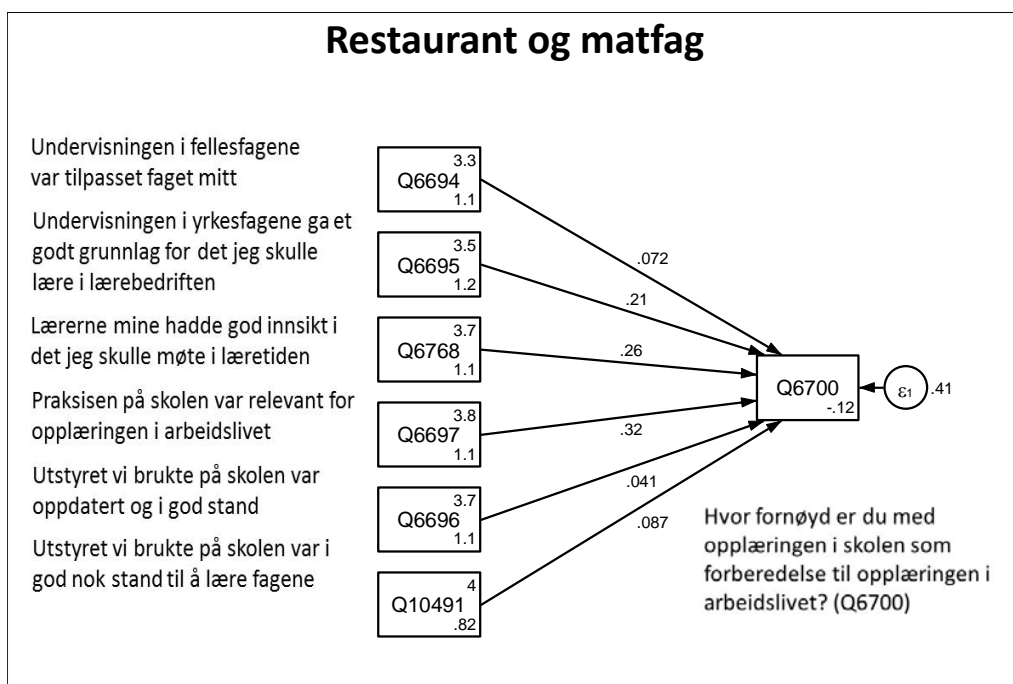 Restaurant og matfag
Undervisningen i fellesfagene
var tilpasset faget mitt
Undervisningen i yrkesfagene ga et
godt grunnlag for det jeg skulle
lære i lærebedriften
Lærerne mine hadde god innsikt i
det jeg skulle møte i læretiden
Praksisen på skolen var relevant for
opplæringen i arbeidslivet
Utstyret vi brukte på skolen var
oppdatert og i god stand
Utstyret vi brukte på skolen var i
god nok stand til å lære fagene
3.3
Q6694
1.1
3.5
Q6695
1.2
3.7
Q6768
1.1
3.8
Q6697
1.1
3.7
Q6696
1.1
4
Q10491
.82
.072
.21
.26
.32
.041
.087
Q6700
-.12
ε1
.41
Hvor fornøyd er du med
opplæringen i skolen som
forberedelse til opplæringen i
arbeidslivet? (Q6700)